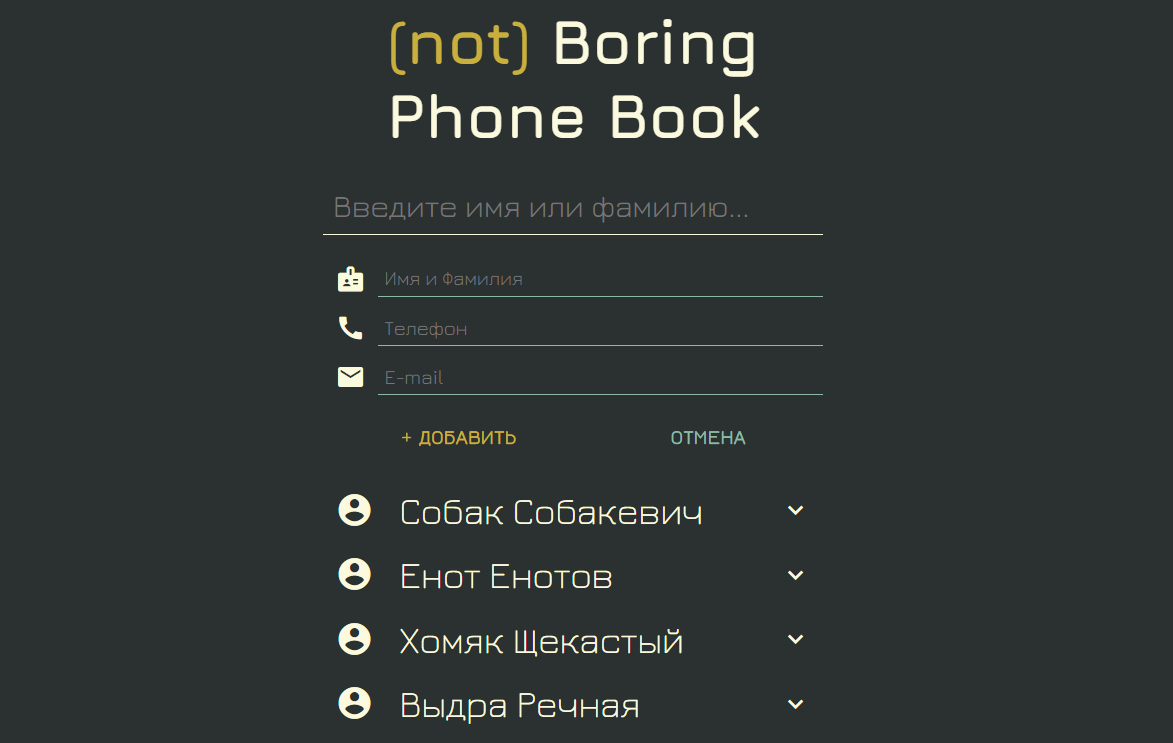 (not) Boring
Phone Book
Введите имя или фамилию...
Имя и Фамилия
Телефон
E-mail
+ ДОБАВИТЬ ОТМЕНА
Собак Собакевич
Енот Енотов
Хомяк Щекастый
Выдра Речная